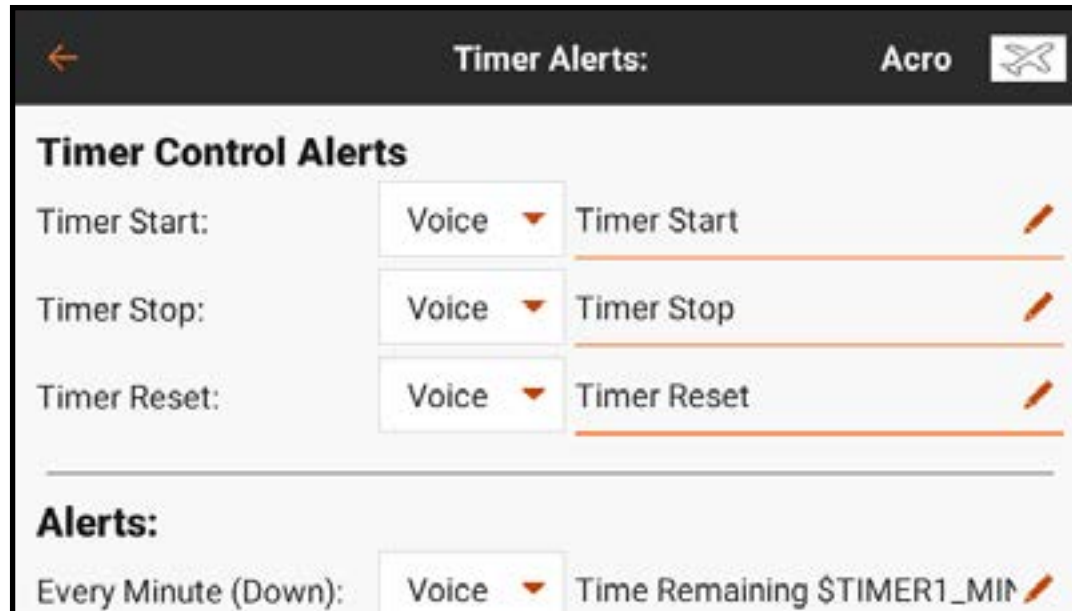 Timer Alerts: Acro
Timer Control Alerts
Timer Start: Voice Timer Start
Timer Stop: Voice Timer Stop
Timer Reset: Voice Timer Reset
Alerts:
Every Minute (Down): Voice Time Remaining $TIMER1_MIN